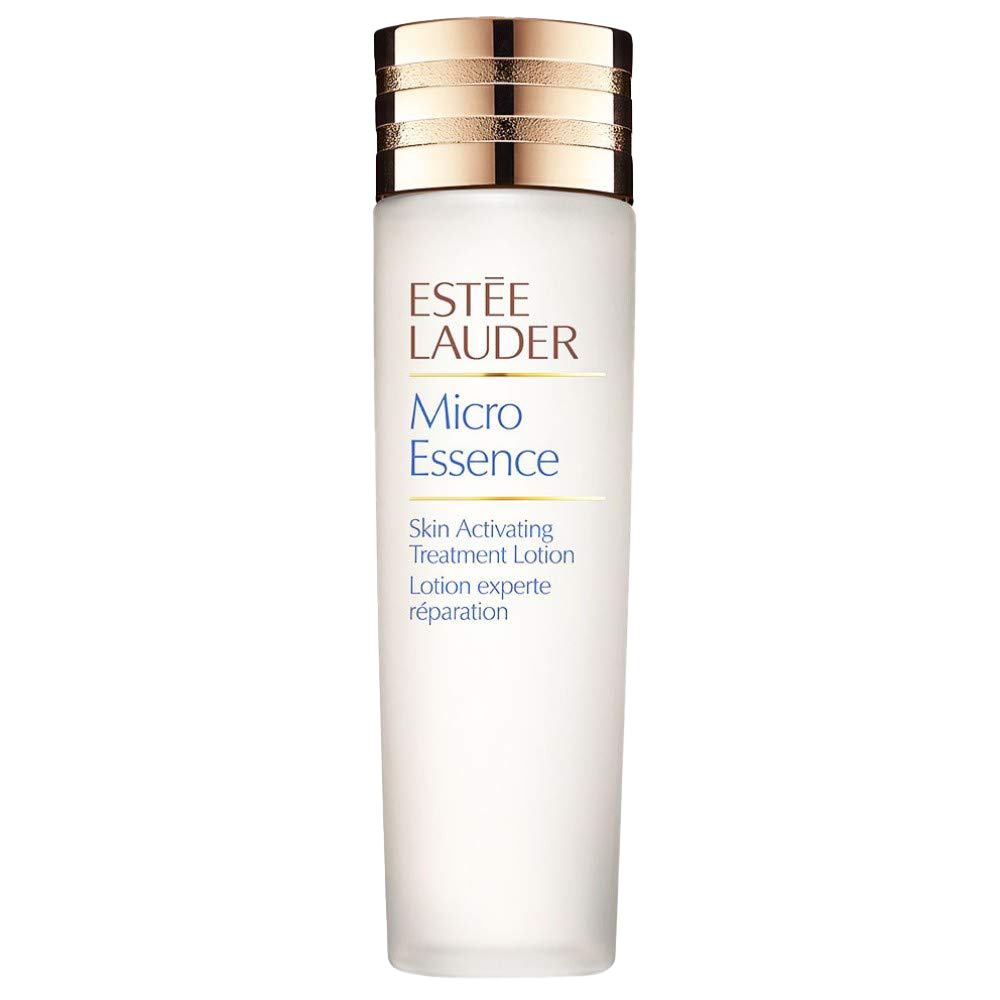 ESTĒE
LAUDER
Micro
Essence
Skin Activating
Treatment Lotion
Lotion experte
réparation